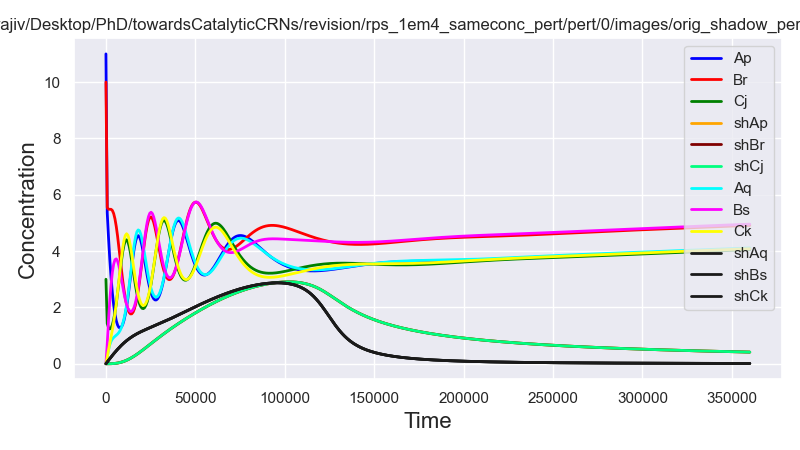 rajiv/Desktop/PhD/towardsCatalyticCRNs/revision/rps_1em4_sameconc_pert/pert/0/images/orig_shadow_per
Concentration
10
8
6
4
2
0
Ap
Br
Cj
shAp
shBr
shCj
Aq
Bs
Ck
shAq
shBs
shCk
0 50000 100000 150000 200000 250000 300000 350000
Time